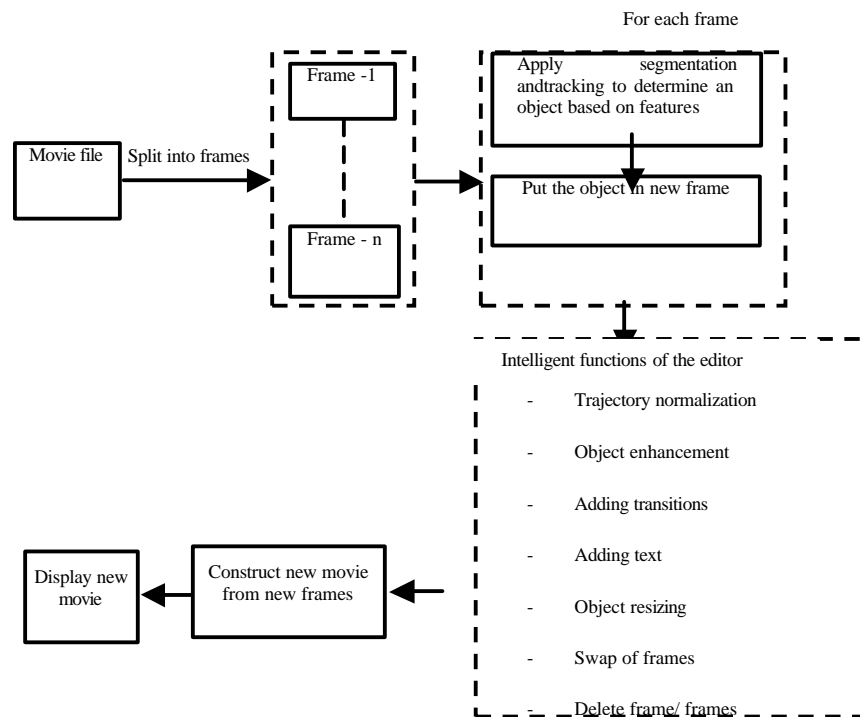 For each frame
Movie file
Split into frames
Frame -1
Frame - n
Apply segmentation
andtracking to determine an
object based on features
Put the object in new frame
Intelligent functions of the editor
- Trajectory normalization
- Object enhancement
- Adding transitions
- Adding text
- Object resizing
- Swap of frames
- Delete frame/ frames
Construct new movie
from new frames
Display new
movie